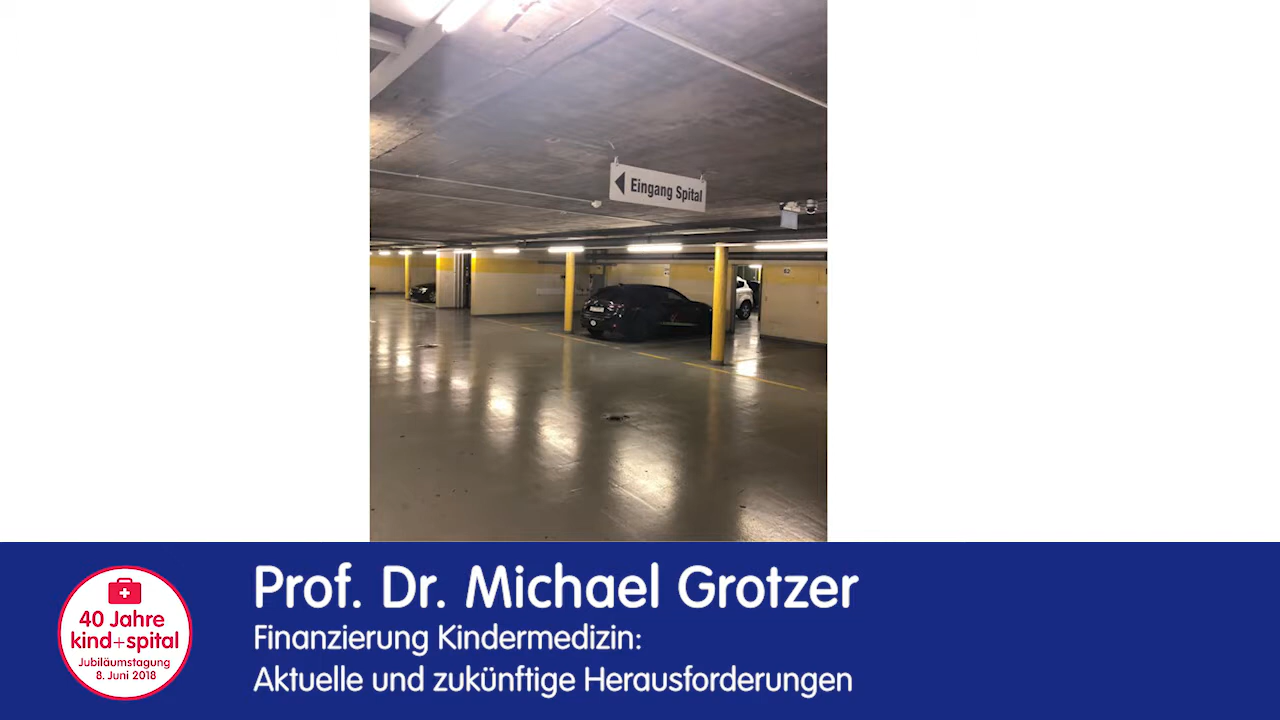 Eingang Spital
Prof. Dr. Michael Grotzer
Finanzierung Kindermedizin:
Aktuelle und zukünftige Herausforderungen
40 Jahre
kind+spital
Jubiläumstagung
8. Juni 2018